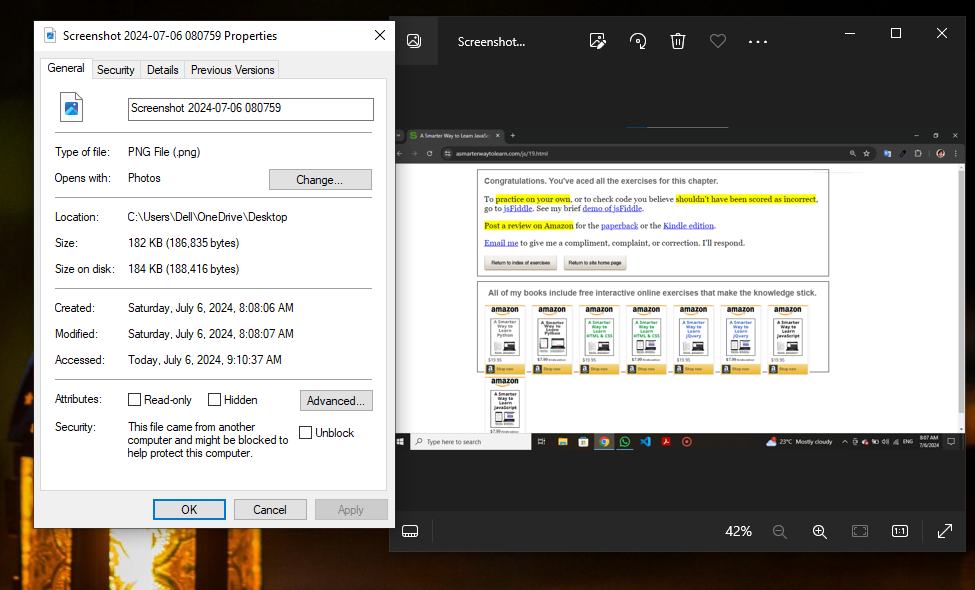 Screenshot 2024-07-06 080759 Properties
General
Security
Details
Previous Versions
Screenshot 2024-07-06 080759
Type of file:
PNG File (.png)
Opens with:
Photos
Change...
Location:
C:\Users\Dell\OneDrive\Desktop
Size:
182 KB (186,835 bytes)
Size on disk:
184 KB (188,416 bytes)
Created:
Saturday, July 6, 2024, 8:08:06 AM
Modified:
Saturday, July 6, 2024, 8:08:07 AM
Accessed:
Today, July 6, 2024, 9:10:37 AM
Attributes:
Read-only
Hidden
Advanced...
Security:
This file came from another
computer and might be blocked to
help protect this computer.
Unblock
OK
Cancel
Apply
Screenshot...
A Smarter Way to Learn JavaSc
asmarterwaytolearn.com/js/19.html
Congratulations. You've aced all the exercises for this chapter.
To practice on your own, or to check code you believe shouldn't have been scored as incorrect,
go to jsFiddle. See my brief demo of jsFiddle.
Post a review on Amazon for the paperback or the Kindle edition.
Email me to give me a compliment, complaint, or correction. I'll respond.
Return to index of exercises
Return to site home page
All of my books include free interactive online exercises that make the knowledge stick.
amazon amazon amazon amazon amazon amazon amazon
A Smarter Way to Learn Python
$19.95
Shop now
A Smarter Way to Learn Python
$7.99
Shop now
A Smarter Way to Learn HTML & CSS
$19.95
Shop now
A Smarter Way to Learn HTML & CSS
$7.99
Shop now
A Smarter Way to Learn jQuery
$19.95
Shop now
A Smarter Way to Learn jQuery
$7.99
Shop now
A Smarter Way to Learn JavaScript
$19.95
Shop now
amazon
A Smarter Way to Learn JavaScript
$7.99
Type here to search
23°C Mostly cloudy
ENG
8:07 AM
7/6/2024
42%
1:1